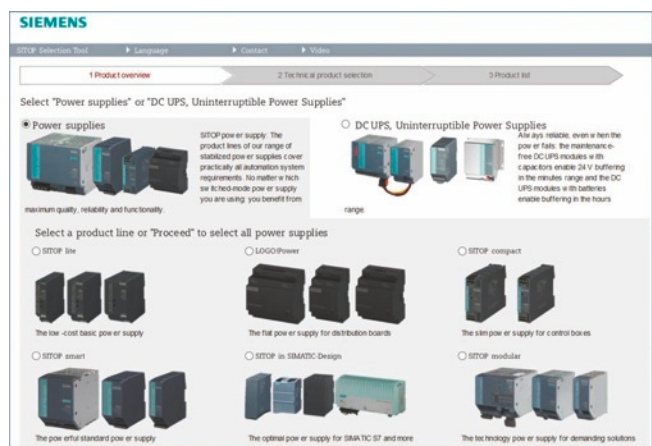 SIEMENS
SITOP Selection Tool Language Contact Video
1 Product overview 2 Technical product selection 3 Product list
Select "Power supplies" or "DC UPS, Uninterruptible Power Supplies"
Power supplies
SITOP power supply: The
product lines of our range of
stabilized power supplies cover
practically all automation system
requirements. No matter which
switched-mode power supply
you are using: you benefit from
maximum quality, reliability and functionality.
DC UPS, Uninterruptible Power Supplies
Always reliable, even when the
power fails: the maintenance-
free DC UPS modules with
capacitors enable 24 V buffering
in the minutes range and the DC
UPS modules with batteries
enable buffering in the hours
range.
Select a product line or "Proceed" to select all power supplies
SITOP lite
The low-cost basic power supply
LOGO!Power
The flat power supply for distribution boards
SITOP compact
The slim power supply for control boxes
SITOP smart
The powerful standard power supply
SITOP in SIMATIC-Design
The optimal power supply for SIMATIC S7 and more
SITOP modular
The technology power supply for demanding solutions